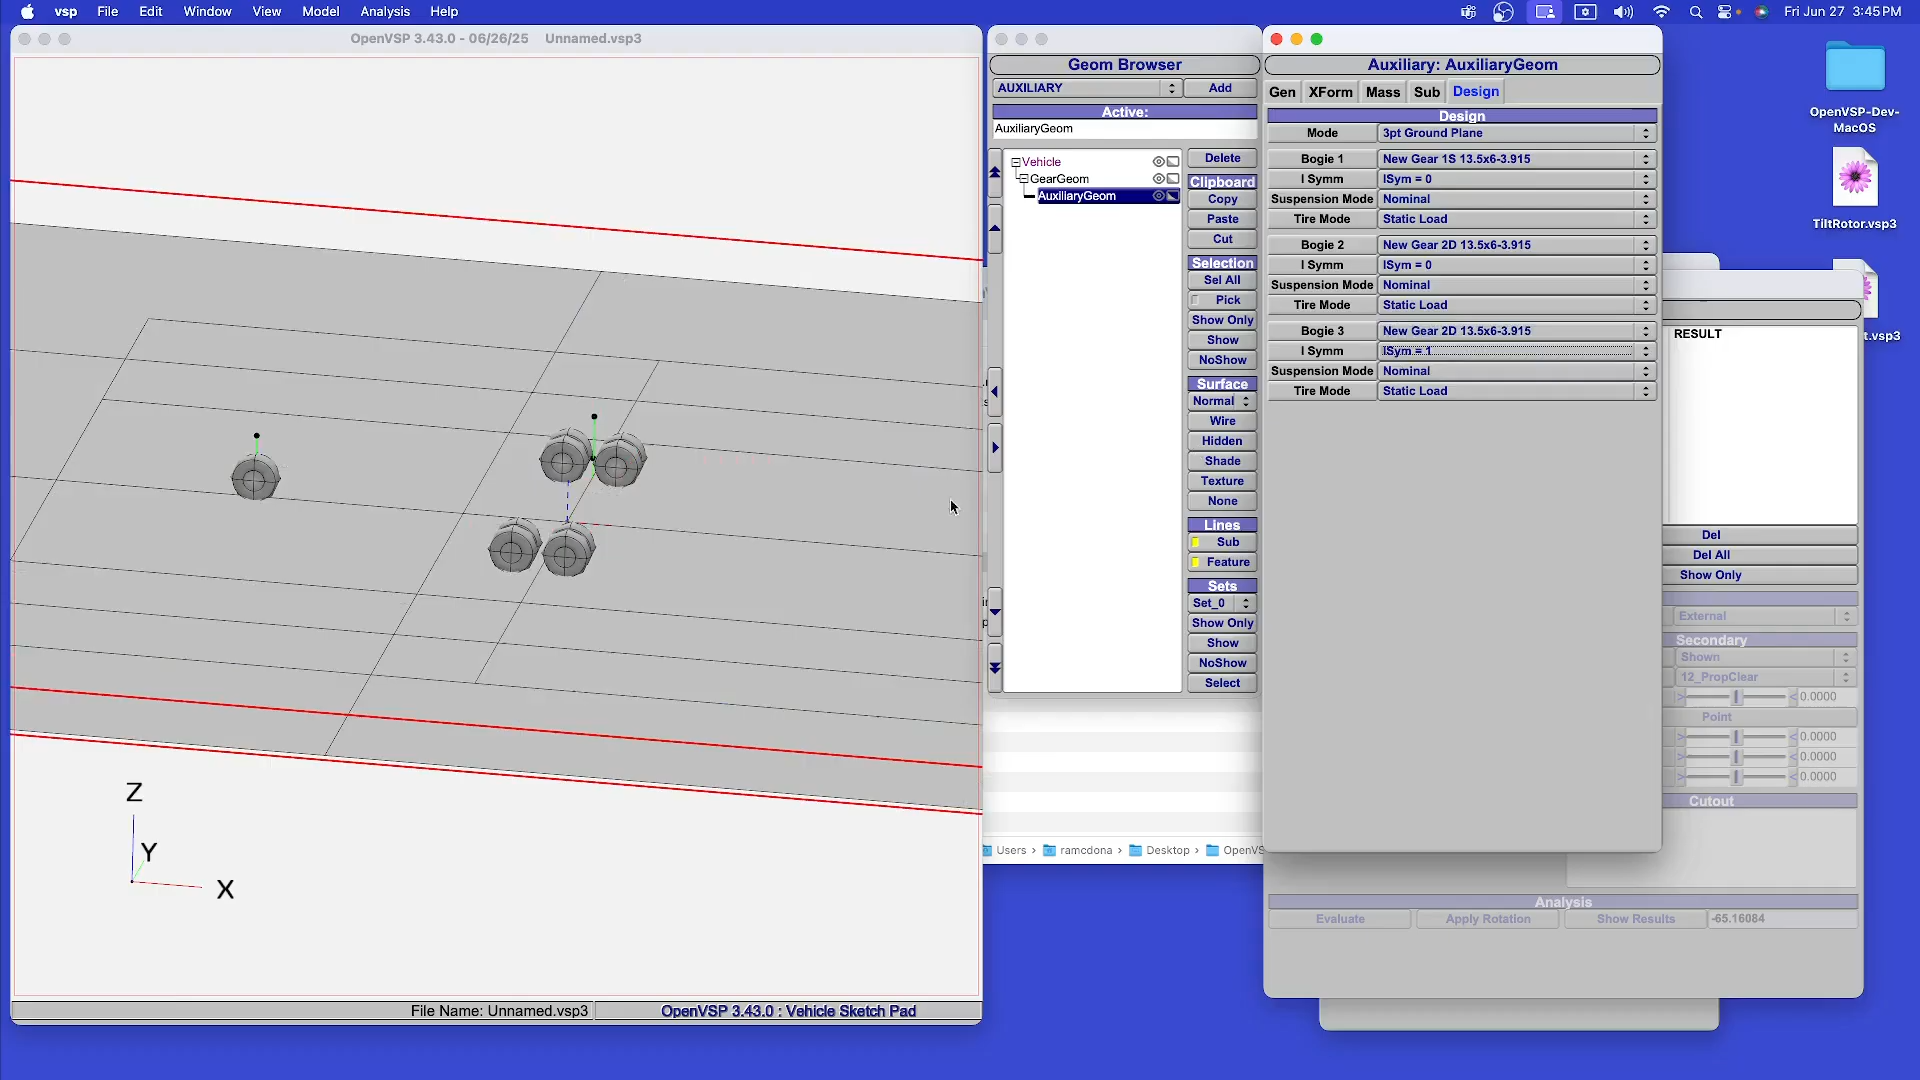 vsp File Edit Window View Model Analysis Help
Fri Jun 27 3:45 PM
OpenVSP 3.43.0 - 06/26/25 Unnamed.vsp3
Z
Y
X
File Name: Unnamed.vsp3
OpenVSP 3.43.0 : Vehicle Sketch Pad
Geom Browser
AUXILIARY
Add
Active:
AuxiliaryGeom
Vehicle
GearGeom
AuxiliaryGeom
Delete
Clipboard
Copy
Paste
Cut
Selection
Sel All
Pick
Show Only
Show
NoShow
Surface
Normal
Wire
Hidden
Shade
Texture
None
Lines
Sub
Feature
Sets
Set_0
Show Only
Show
NoShow
Select
Users › ramcdona › Desktop › OpenVS
Auxiliary: AuxiliaryGeom
Gen XForm Mass Sub Design
Design
Mode 3pt Ground Plane
Bogie 1 New Gear 1S 13.5x6-3.915
I Symm ISym = 0
Suspension Mode Nominal
Tire Mode Static Load
Bogie 2 New Gear 2D 13.5x6-3.915
I Symm ISym = 0
Suspension Mode Nominal
Tire Mode Static Load
Bogie 3 New Gear 2D 13.5x6-3.915
I Symm ISym = 1
Suspension Mode Nominal
Tire Mode Static Load
RESULT
Del
Del All
Show Only
External
Secondary
Shown
12_PropClear
> < 0.0000
Point
> < 0.0000
> < 0.0000
> < 0.0000
Cutout
Analysis
Evaluate Apply Rotation Show Results -65.16084
OpenVSP-Dev-
MacOS
TiltRotor.vsp3
t.vsp3